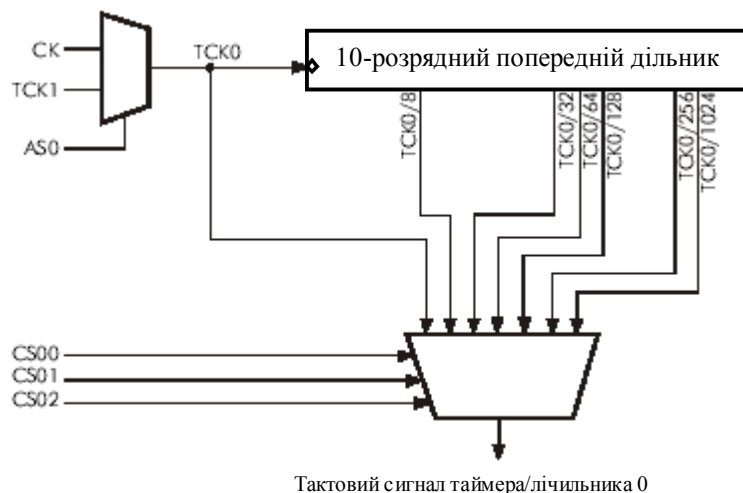 10-розрядний попередній дільник
CK
TCK0
TCK1
AS0
TCK0/8
TCK0/32
TCK0/64
TCK0/128
TCK0/256
TCK0/1024
CS00
CS01
CS02
Тактовий сигнал таймера/лічильника 0